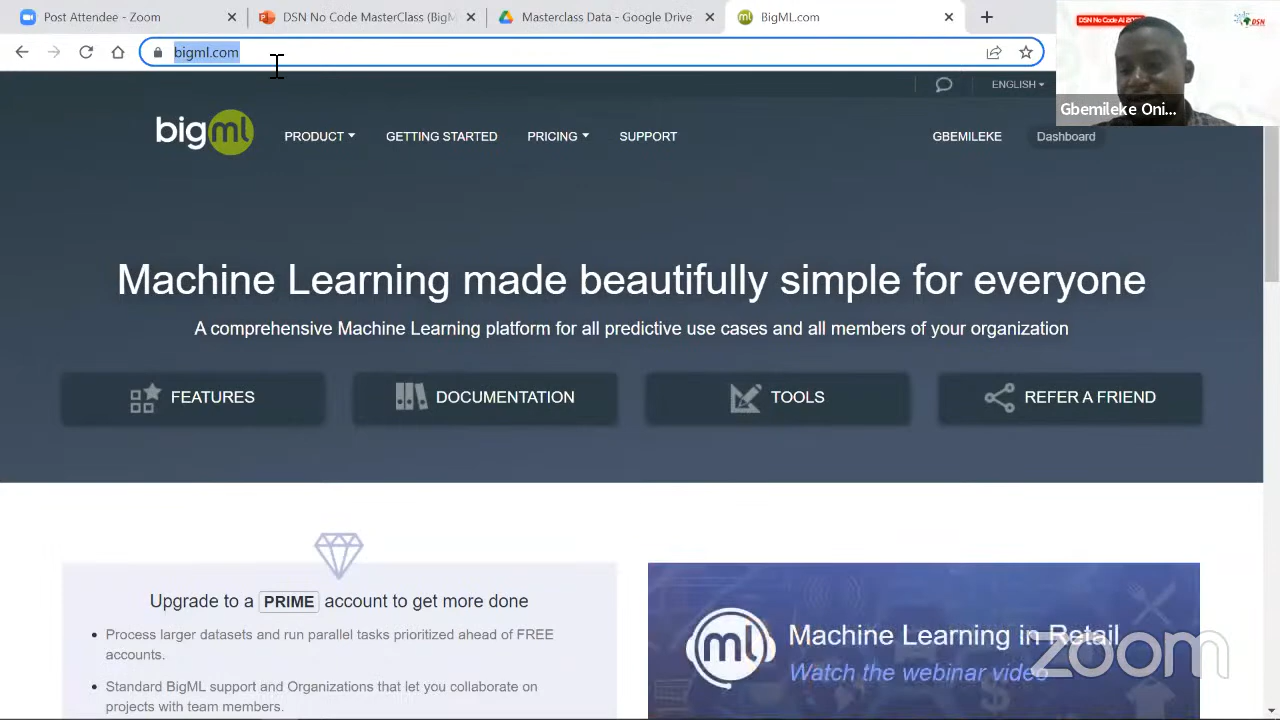 Post Attendee - Zoom
DSN No Code MasterClass (BigM
Masterclass Data - Google Drive
BigML.com
DSN No Code AI
DSN
bigml.com
Gbemileke Oni...
ENGLISH
bigml
PRODUCT
GETTING STARTED
PRICING
SUPPORT
GBEMILEKE
Dashboard
Machine Learning made beautifully simple for everyone
A comprehensive Machine Learning platform for all predictive use cases and all members of your organization
FEATURES
DOCUMENTATION
TOOLS
REFER A FRIEND
Upgrade to a PRIME account to get more done
Process larger datasets and run parallel tasks prioritized ahead of FREE
accounts.
Standard BigML support and Organizations that let you collaborate on
projects with team members.
ml
Machine Learning in Retail
Watch the webinar video
zoom